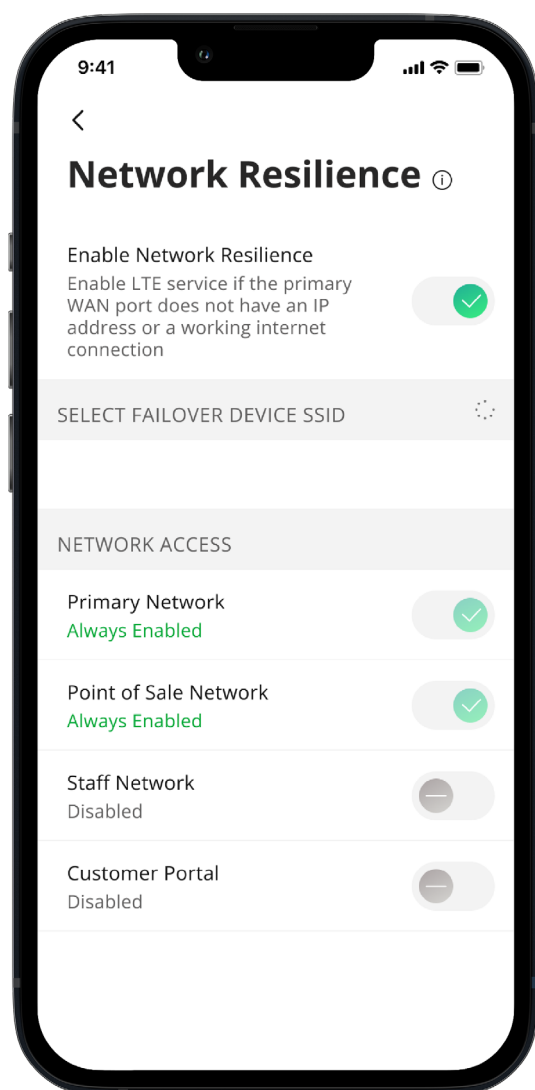 9:41
Network Resilience
Enable Network Resilience
Enable LTE service if the primary
WAN port does not have an IP
address or a working internet
connection
SELECT FAILOVER DEVICE SSID
NETWORK ACCESS
Primary Network
Always Enabled
Point of Sale Network
Always Enabled
Staff Network
Disabled
Customer Portal
Disabled